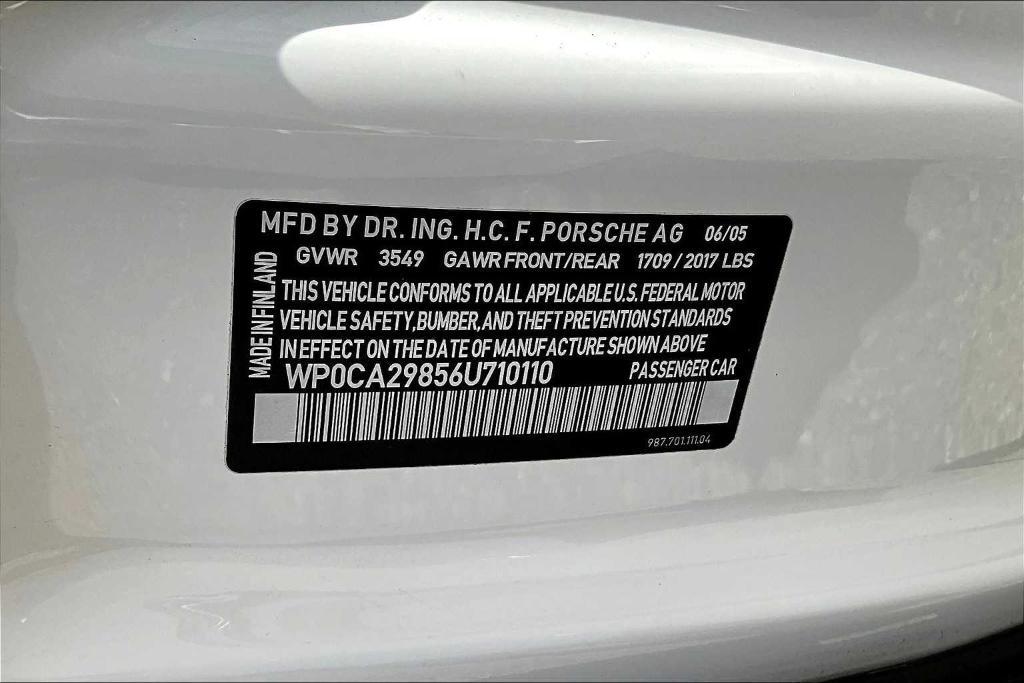 MFD BY DR. ING. H.C. F. PORSCHE AG 06/05
GVWR 3549 GAWR FRONT/REAR 1709/2017 LBS
MADE IN FINLAND
THIS VEHICLE CONFORMS TO ALL APPLICABLE U.S. FEDERAL MOTOR
VEHICLE SAFETY, BUMBER, AND THEFT PREVENTION STANDARDS
IN EFFECT ON THE DATE OF MANUFACTURE SHOWN ABOVE
WP0CA29856U710110 PASSENGER CAR
987.701.111.04